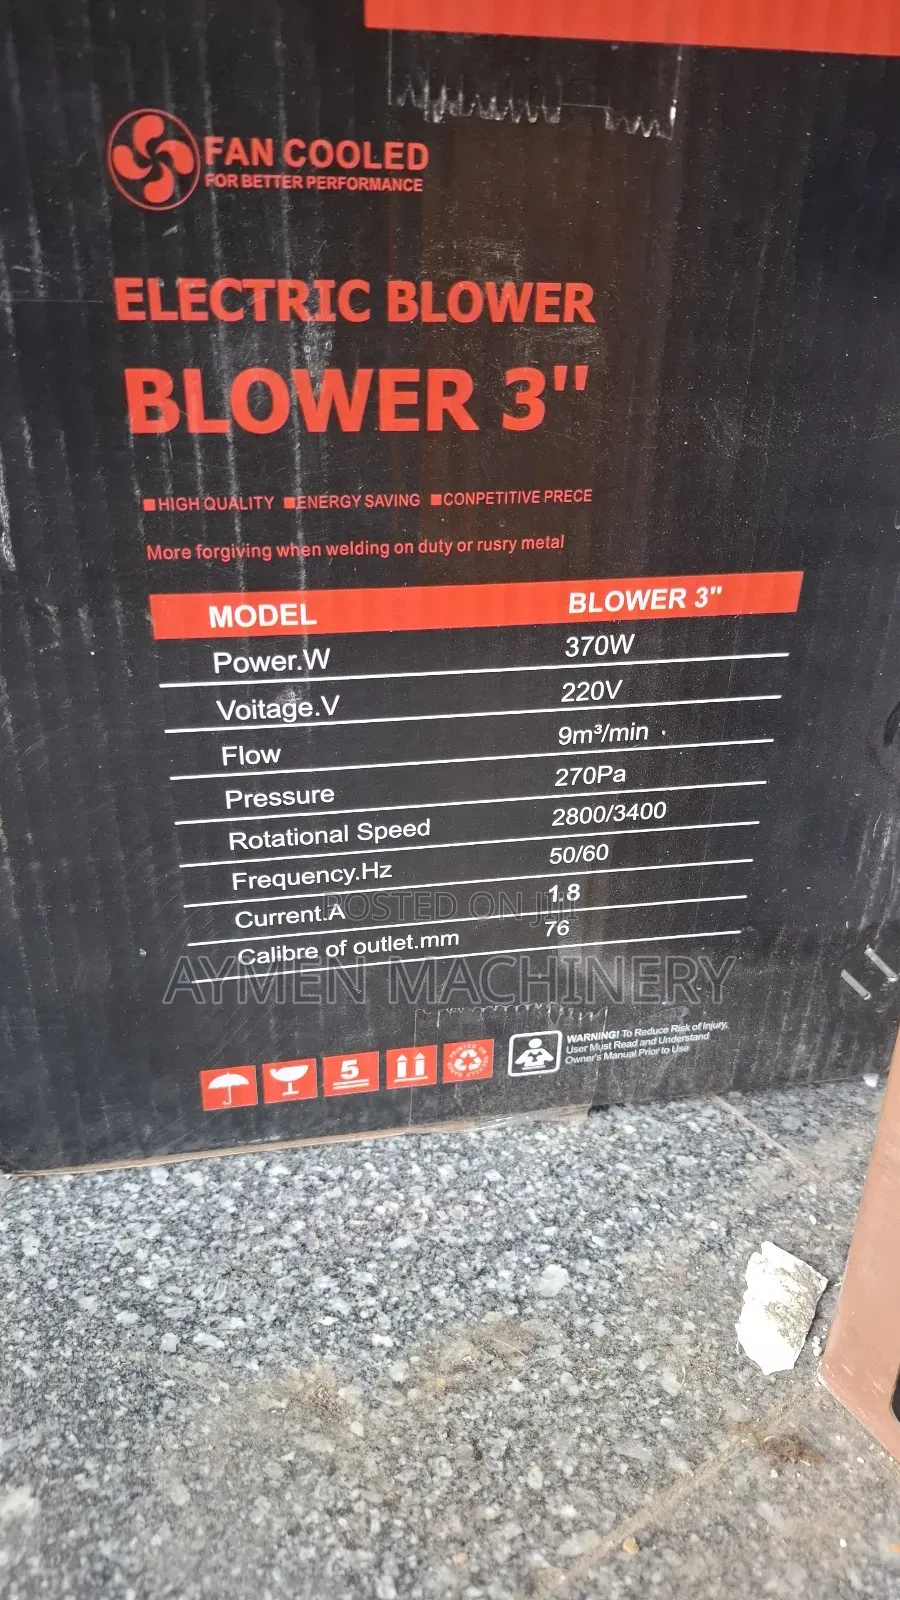 FAN COOLED
FOR BETTER PERFORMANCE
ELECTRIC BLOWER
BLOWER 3"
■HIGH QUALITY ■ENERGY SAVING ■CONPETITIVE PRECE
More forgiving when welding on duty or rusry metal
MODEL BLOWER 3"
Power.W 370W
Voitage.V 220V
Flow 9m³/min
Pressure 270Pa
Rotational Speed 2800/3400
Frequency.Hz 50/60
Current.A 1.8
Calibre of outlet.mm 76
POSTED ON JIJI
AYMEN MACHINERY
5
WARNING! To Reduce Risk of Injury,
User Must Read and Understand
Owner's Manual Prior to Use